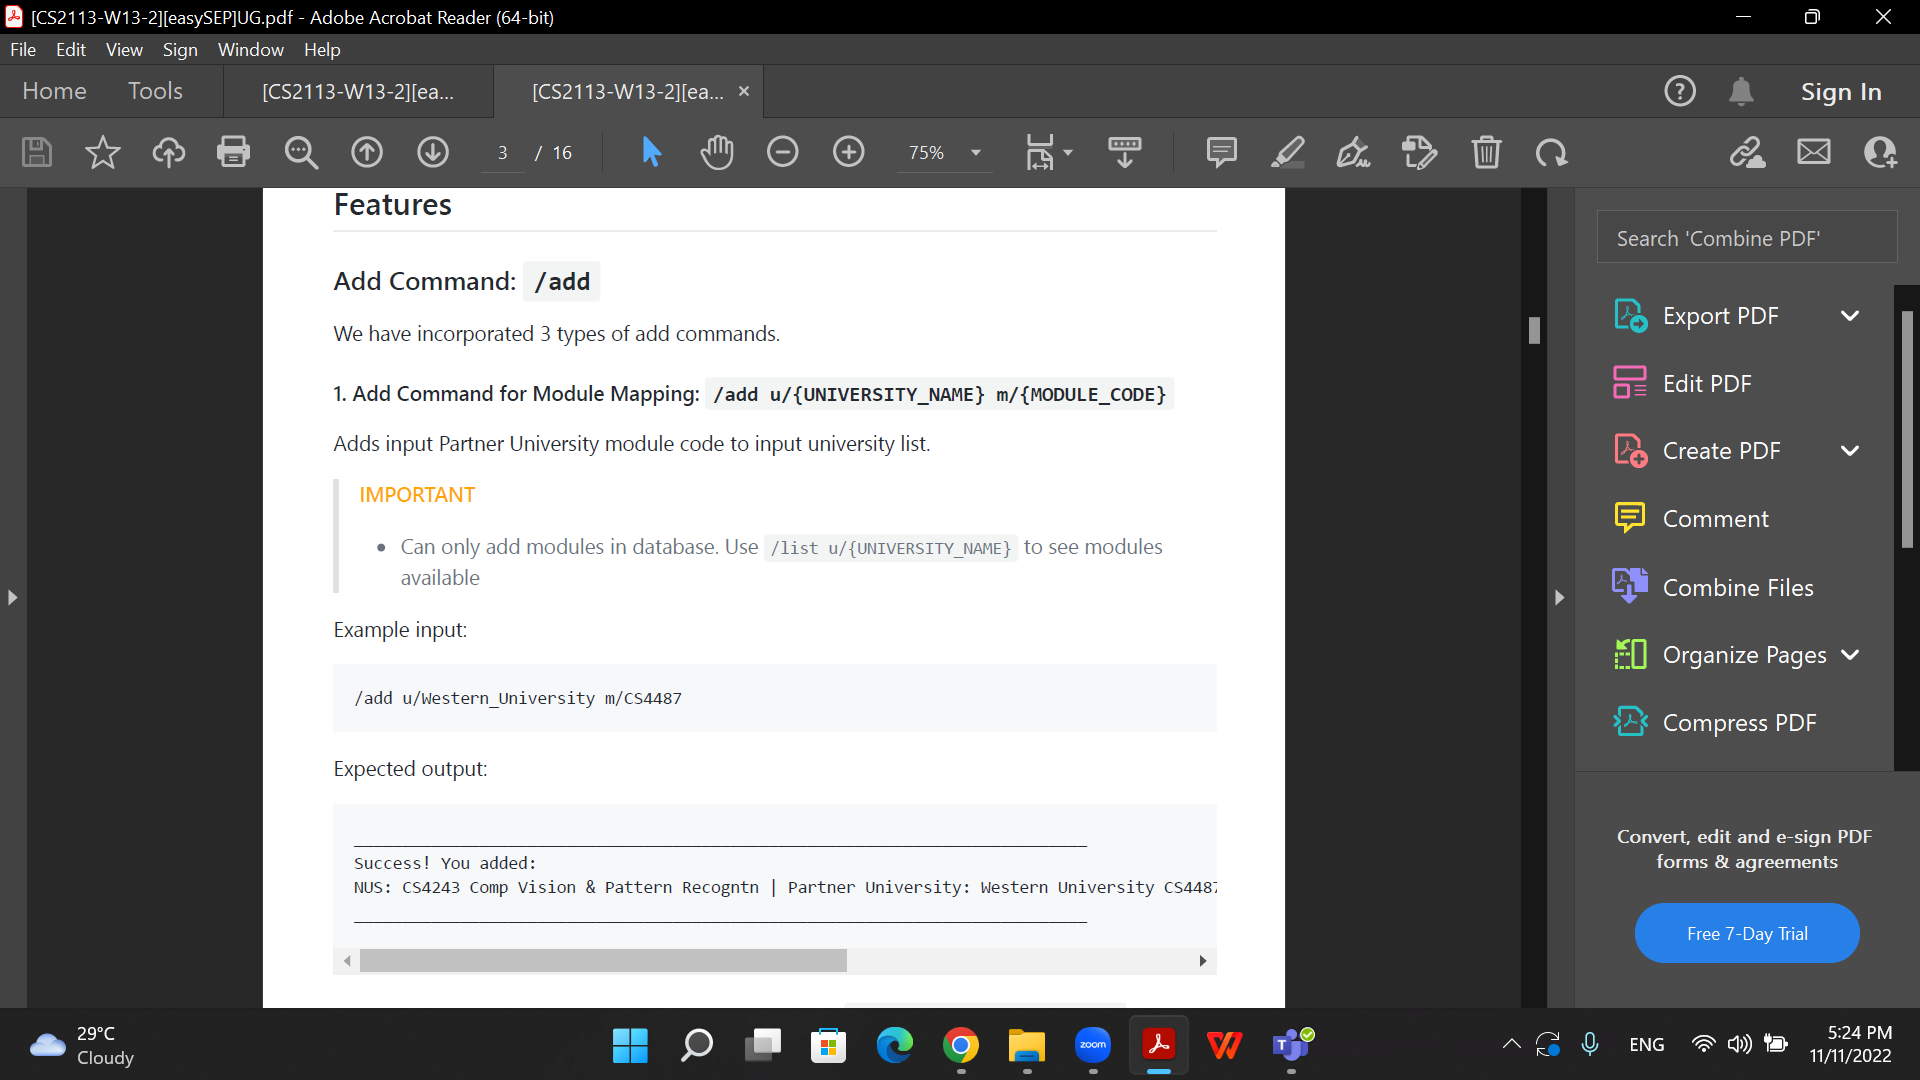 [CS2113-W13-2][easySEP]UG.pdf - Adobe Acrobat Reader (64-bit)
File Edit View Sign Window Help
Home Tools [CS2113-W13-2][ea... [CS2113-W13-2][ea... × Sign In
3 / 16 75%
Features
Add Command: /add
We have incorporated 3 types of add commands.
1. Add Command for Module Mapping: /add u/{UNIVERSITY_NAME} m/{MODULE_CODE}
Adds input Partner University module code to input university list.
IMPORTANT
• Can only add modules in database. Use /list u/{UNIVERSITY_NAME} to see modules
available
Example input:
/add u/Western_University m/CS4487
Expected output:
Success! You added:
NUS: CS4243 Comp Vision & Pattern Recogntn | Partner University: Western University CS4487
Search 'Combine PDF'
Export PDF
Edit PDF
Create PDF
Comment
Combine Files
Organize Pages
Compress PDF
Convert, edit and e-sign PDF
forms & agreements
Free 7-Day Trial
29°C
Cloudy
zoom
ENG
5:24 PM
11/11/2022